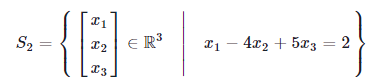 S₂ = { [x₁ x₂ x₃] ∈ ℝ³ | x₁ − 4x₂ + 5x₃ = 2 }